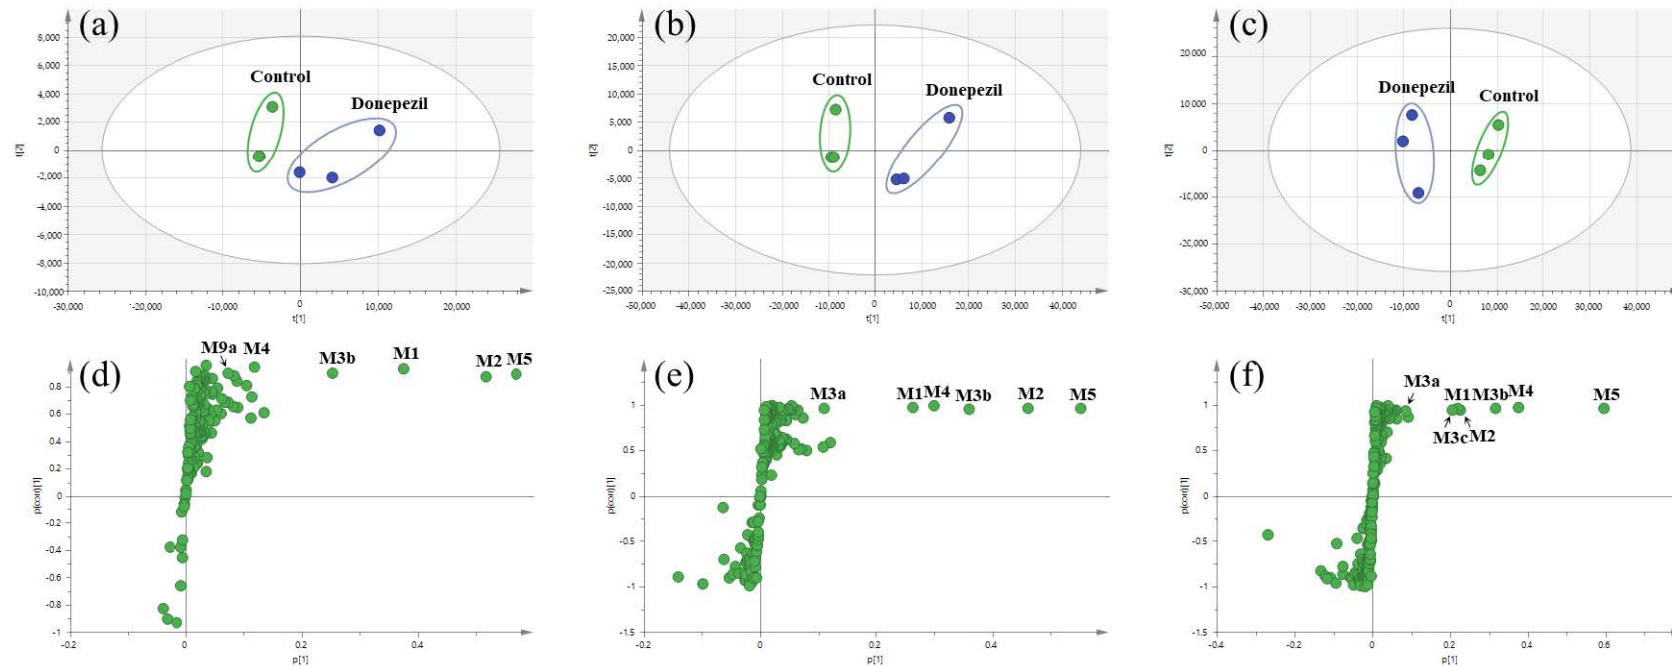 (a)
8,000
6,000
4,000
2,000
0
-2,000
-4,000
-6,000
-8,000
-10,000
t[2]
Control
Donepezil
-30,000 -20,000 -10,000 0 10,000 20,000
t[1]
(b)
20,000
15,000
10,000
5,000
0
-5,000
-10,000
-15,000
-20,000
-25,000
t[2]
Control
Donepezil
-50,000 -40,000 -30,000 -20,000 -10,000 0 10,000 20,000 30,000 40,000
t[1]
(c)
20,000
10,000
0
-10,000
-20,000
-30,000
t[2]
Donepezil
Control
-50,000 -40,000 -30,000 -20,000 -10,000 0 10,000 20,000 30,000 40,000
t[1]
(d)
M9a M4 M3b M1 M2 M5
0.8
0.6
0.4
0.2
0
-0.2
-0.4
-0.6
-0.8
-1
p(corr)[1]
-0.2 0 0.2 0.4
p[1]
(e)
M3a M1 M4 M3b M2 M5
1
0.5
0
-0.5
-1
-1.5
p(corr)[1]
-0.2 0 0.2 0.4
p[1]
(f)
M3a M1 M3b M4 M5
M3c M2
1
0.5
0
-0.5
-1
-1.5
p(corr)[1]
-0.4 -0.2 0 0.2 0.4 0.6
p[1]